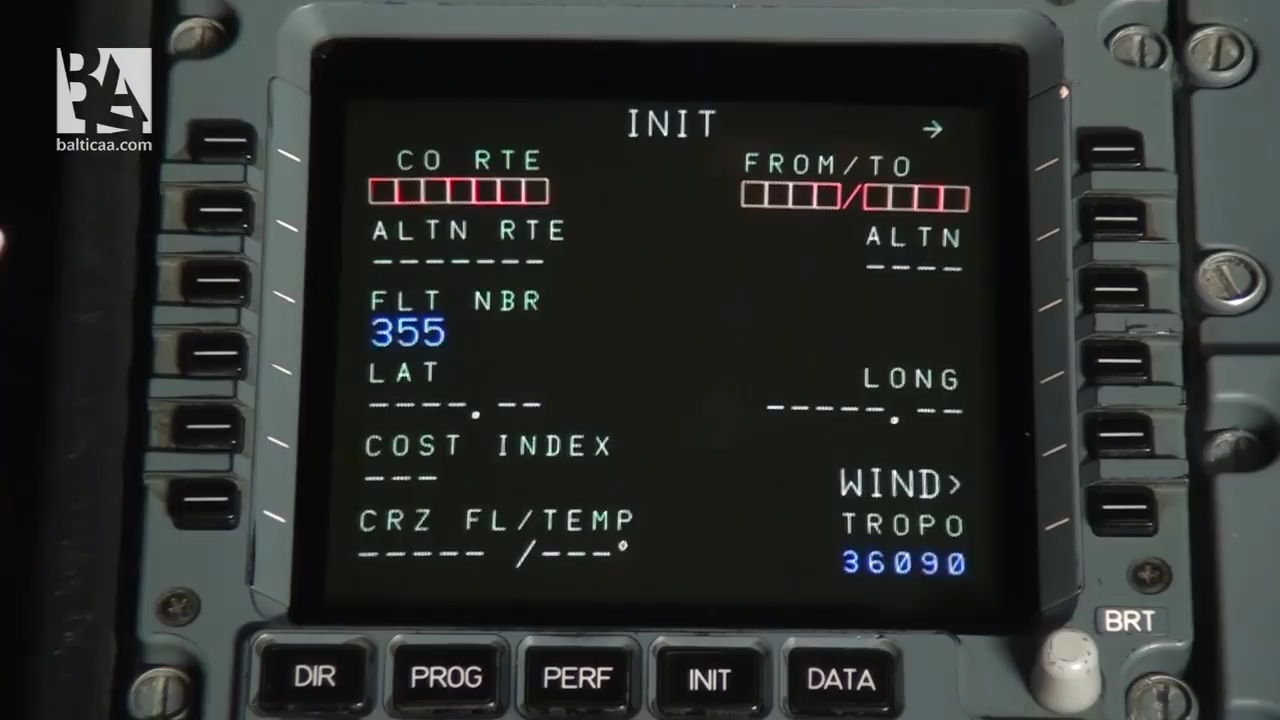 BA
balticaa.com
INIT →
CO RTE FROM/TO
/
ALTN RTE ALTN
------- ----
FLT NBR
355
LAT LONG
----.-- -----.--
COST INDEX
---
WIND>
CRZ FL/TEMP TROPO
----- /---° 36090
BRT
DIR PROG PERF INIT DATA